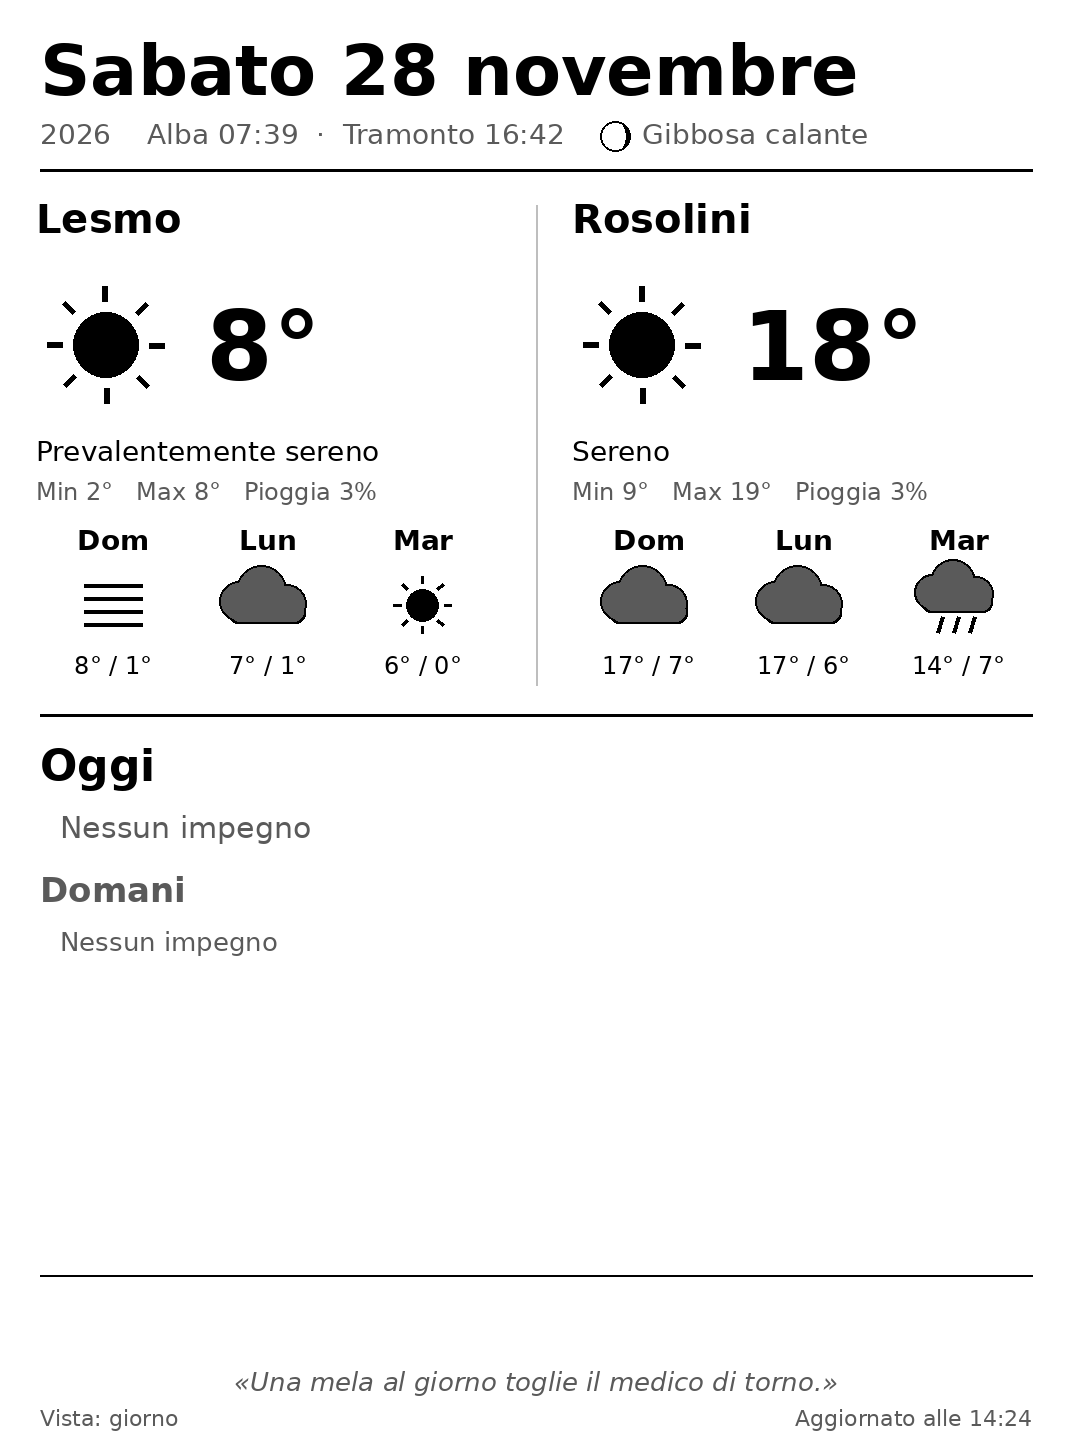 Sabato 28 novembre
2026 Alba 07:39 · Tramonto 16:42 Gibbosa calante
Lesmo
8°
Prevalentemente sereno
Min 2° Max 8° Pioggia 3%
Dom Lun Mar
8° / 1° 7° / 1° 6° / 0°
Rosolini
18°
Sereno
Min 9° Max 19° Pioggia 3%
Dom Lun Mar
17° / 7° 17° / 6° 14° / 7°
Oggi
Nessun impegno
Domani
Nessun impegno
«Una mela al giorno toglie il medico di torno.»
Vista: giorno Aggiornato alle 14:24